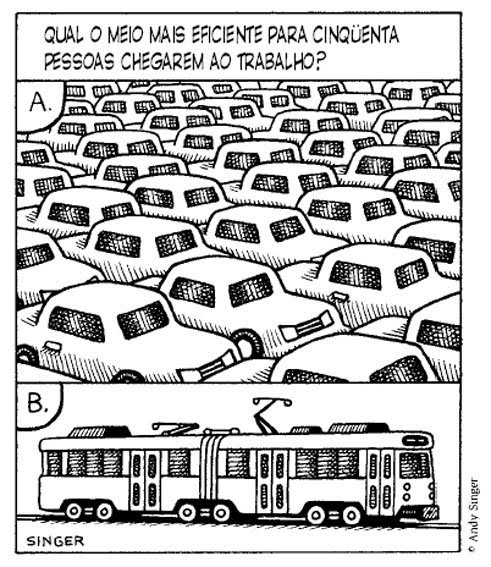 QUAL O MEIO MAIS EFICIENTE PARA CINQÜENTA
PESSOAS CHEGAREM AO TRABALHO?
A.
B.
SINGER
© Andy Singer